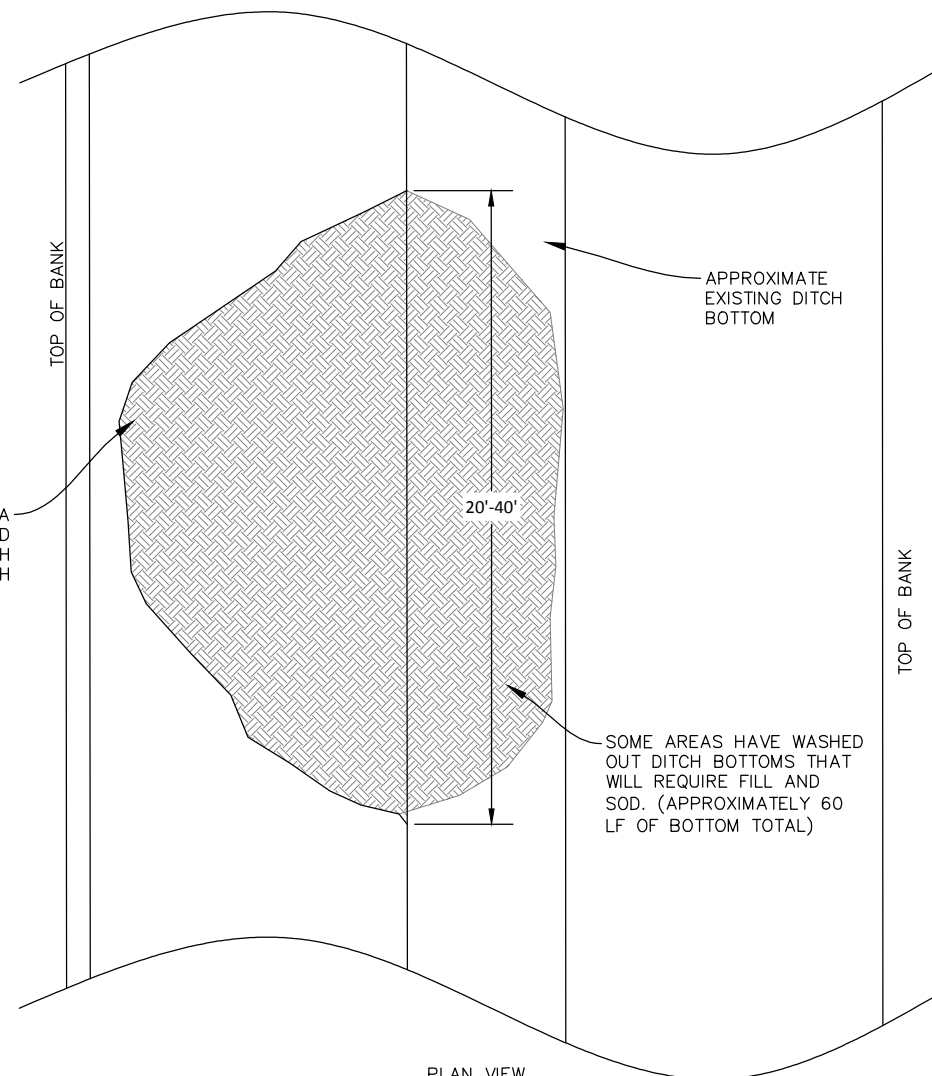 TOP OF BANK
APPROXIMATE
EXISTING DITCH
BOTTOM
A
D
H
H
20'-40'
TOP OF BANK
SOME AREAS HAVE WASHED
OUT DITCH BOTTOMS THAT
WILL REQUIRE FILL AND
SOD. (APPROXIMATELY 60
LF OF BOTTOM TOTAL)
PLAN VIEW